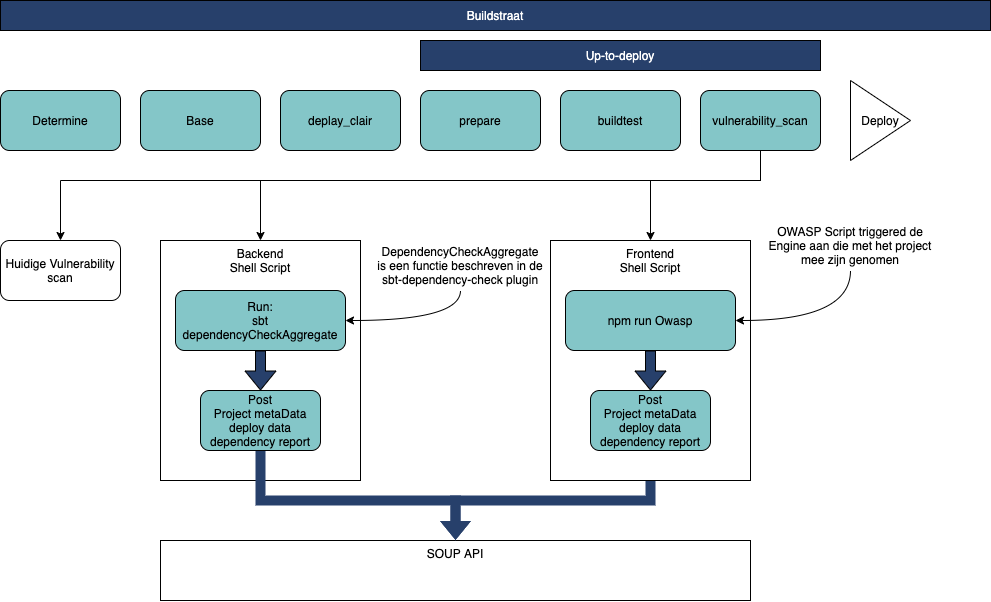 Buildstraat
Up-to-deploy
Determine
Base
deplay_clair
prepare
buildtest
vulnerability_scan
Deploy
Huidige Vulnerability
scan
Backend
Shell Script
Run:
sbt
dependencyCheckAggregate
Post
Project metaData
deploy data
dependency report
DependencyCheckAggregate
is een functie beschreven in de
sbt-dependency-check plugin
Frontend
Shell Script
npm run Owasp
Post
Project metaData
deploy data
dependency report
OWASP Script triggered de
Engine aan die met het project
mee zijn genomen
SOUP API